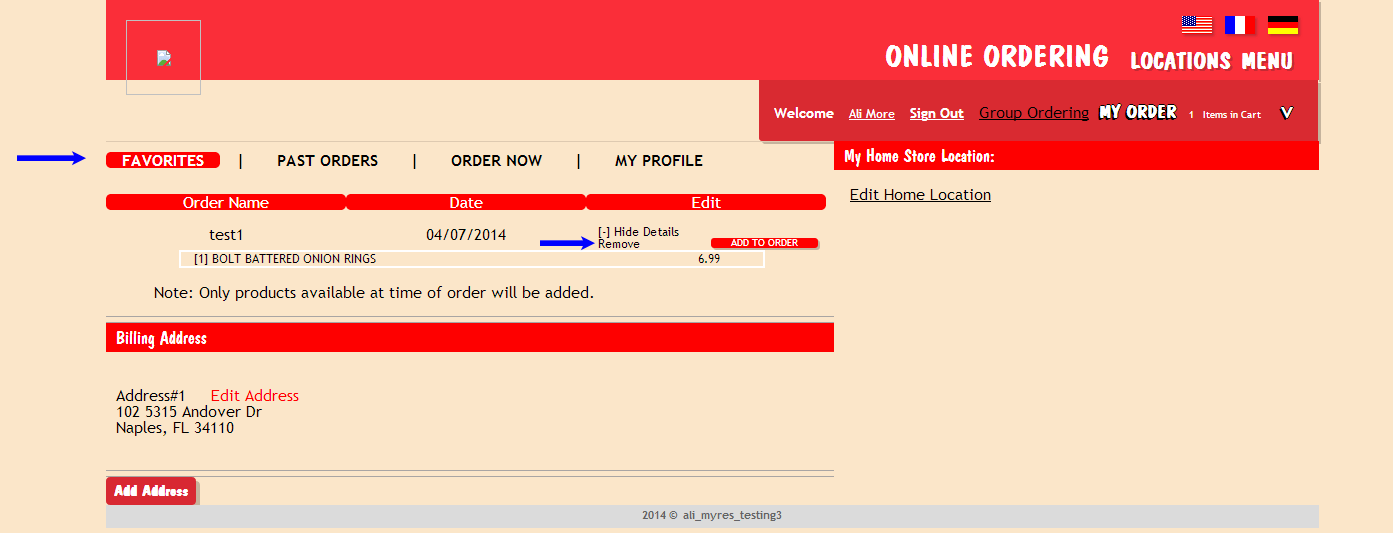 ONLINE ORDERING LOCATIONS MENU
Welcome Ali More Sign Out Group Ordering MY ORDER 1 Items in Cart V
FAVORITES | PAST ORDERS | ORDER NOW | MY PROFILE
My Home Store Location:
Edit Home Location
Order Name Date Edit
test1 04/07/2014 [-] Hide Details
Remove ADD TO ORDER
[1] BOLT BATTERED ONION RINGS 6.99
Note: Only products available at time of order will be added.
Billing Address
Address#1 Edit Address
102 5315 Andover Dr
Naples, FL 34110
Add Address
2014 © ali_myres_testing3